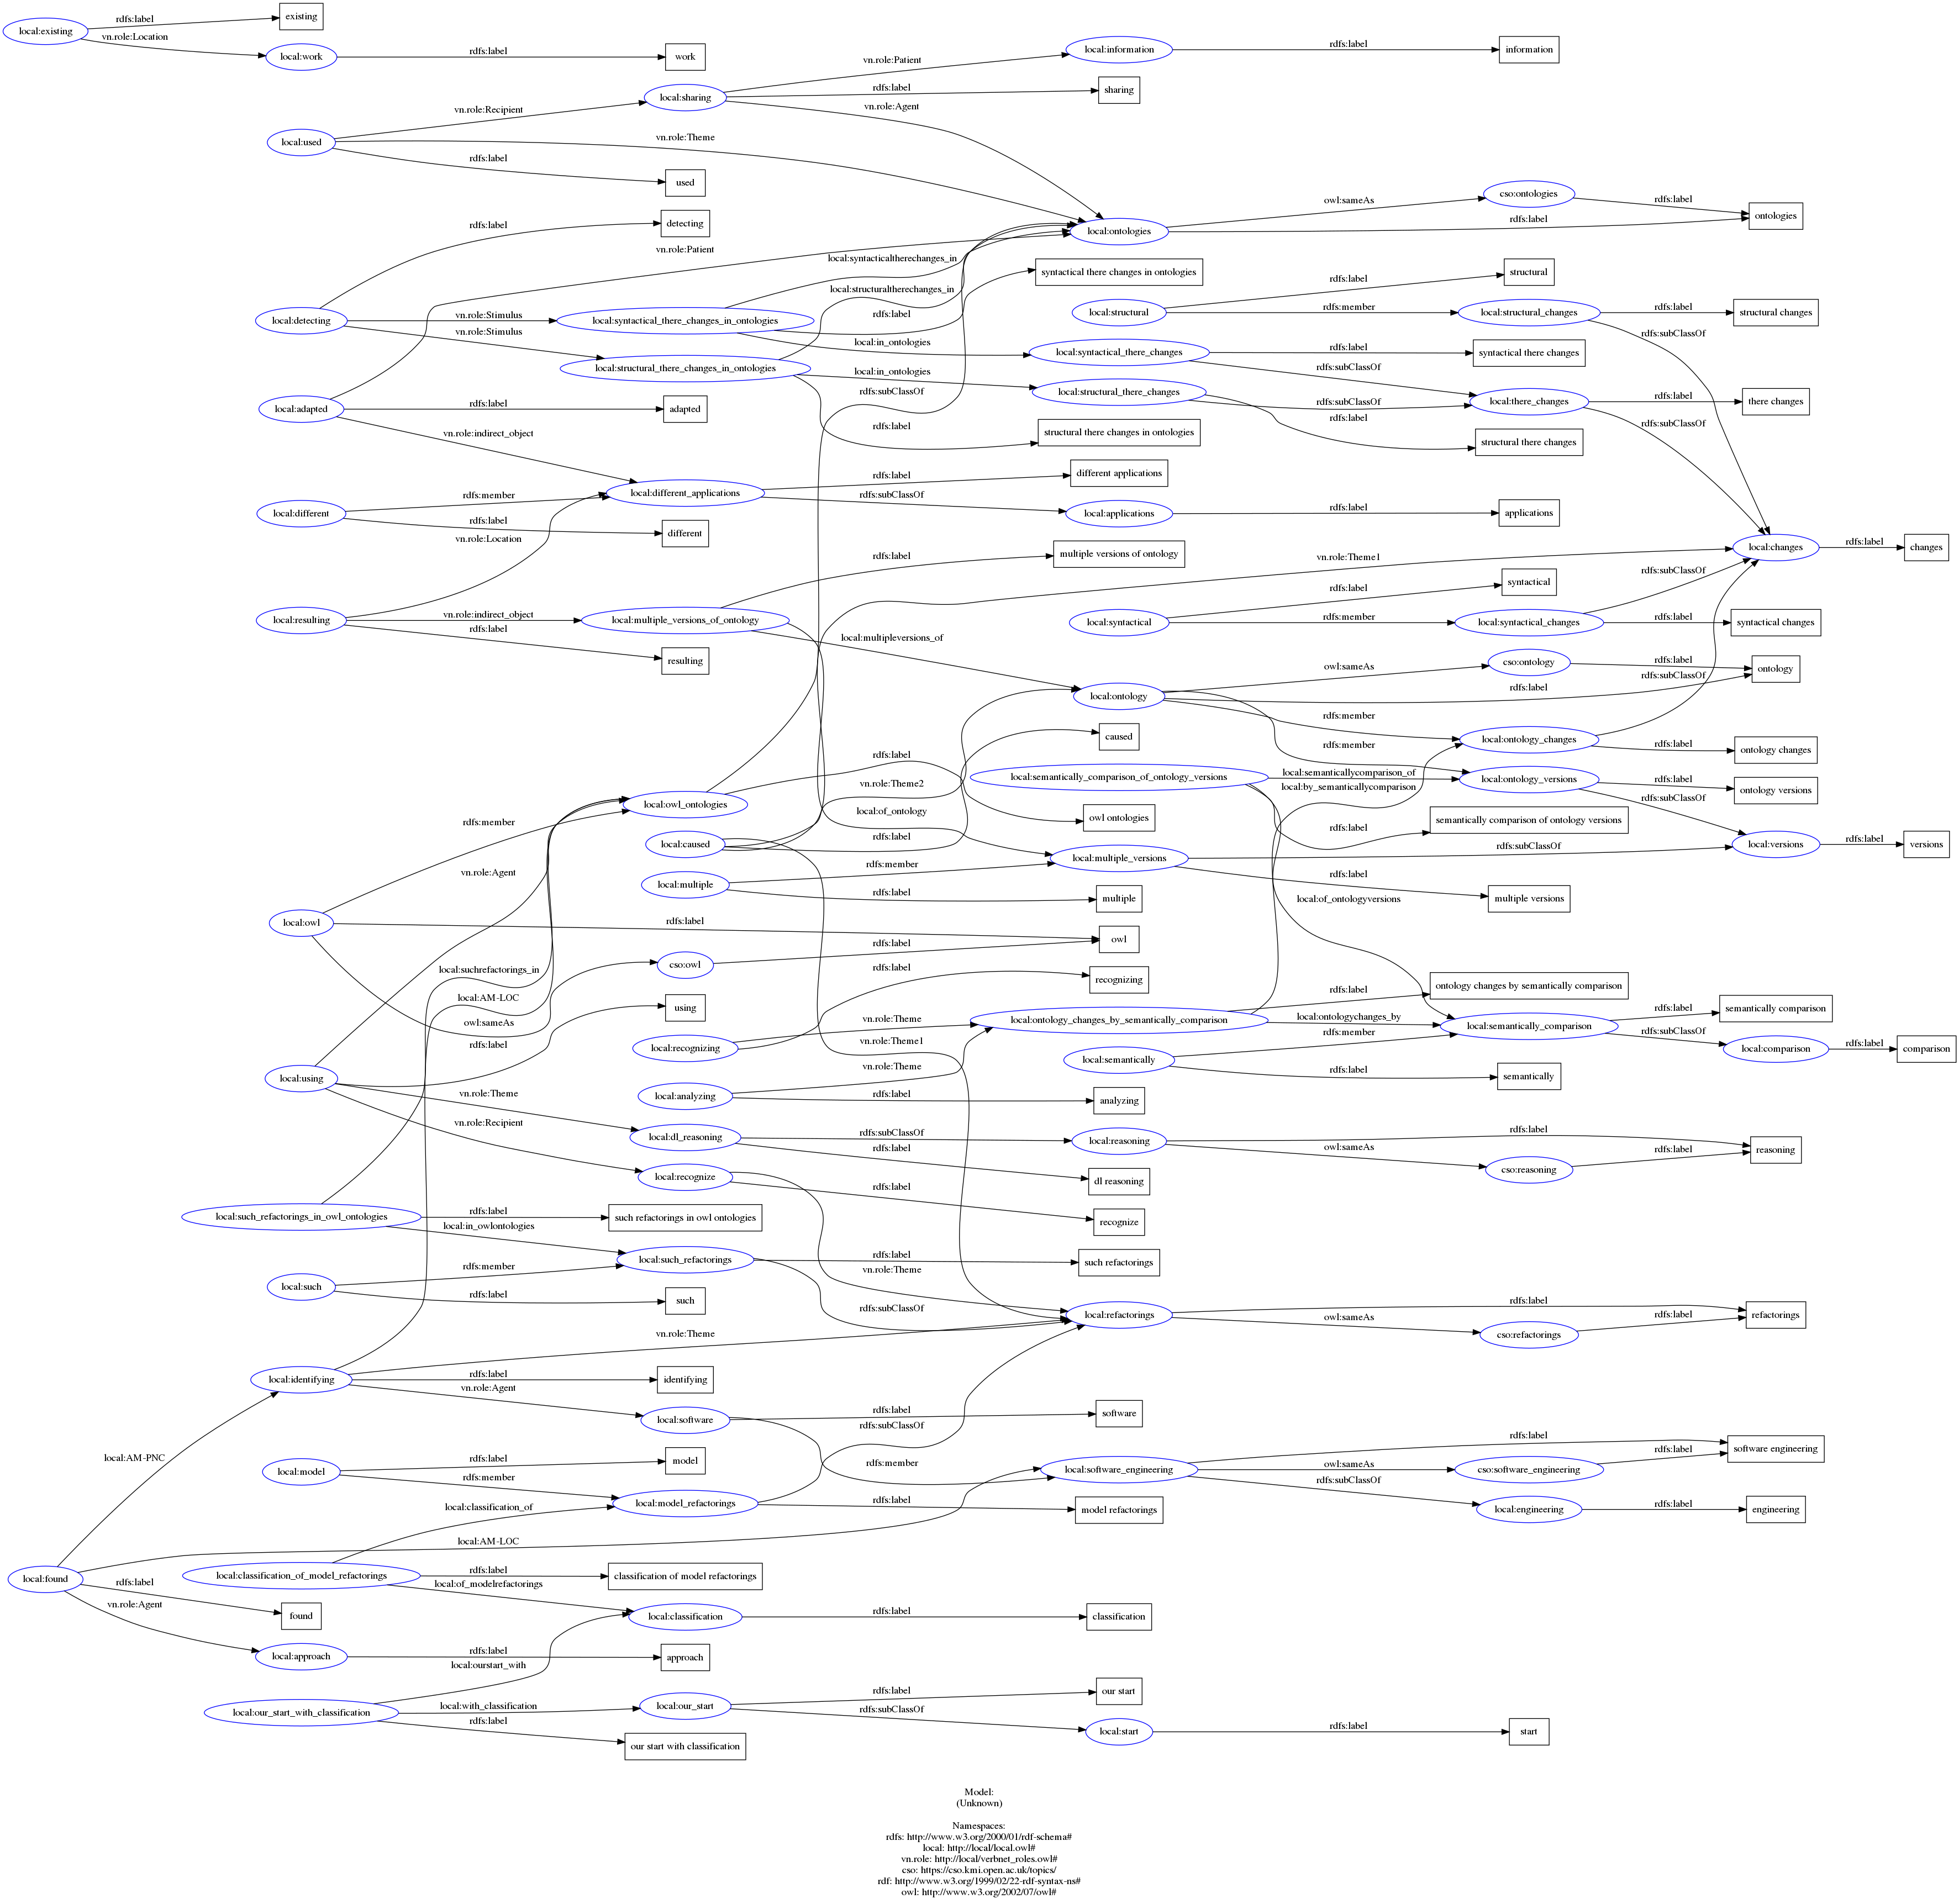 local:existing
rdfs:label
existing
vn.role:Location
local:work
rdfs:label
work
local:used
vn.role:Recipient
local:sharing
vn.role:Patient
local:information
rdfs:label
information
rdfs:label
sharing
vn.role:Agent
vn.role:Theme
rdfs:label
used
local:ontologies
owl:sameAs
cso:ontologies
rdfs:label
rdfs:label
ontologies
local:detecting
rdfs:label
detecting
vn.role:Stimulus
vn.role:Stimulus
local:syntactical_there_changes_in_ontologies
local:syntacticaltherechanges_in
rdfs:label
syntactical there changes in ontologies
local:in_ontologies
local:syntactical_there_changes
rdfs:label
syntactical there changes
rdfs:subClassOf
local:structural_there_changes_in_ontologies
local:structuraltherechanges_in
local:in_ontologies
local:structural_there_changes
rdfs:subClassOf
rdfs:label
structural there changes
rdfs:label
structural there changes in ontologies
local:structural
rdfs:label
structural
rdfs:member
local:structural_changes
rdfs:label
structural changes
rdfs:subClassOf
local:there_changes
rdfs:label
there changes
rdfs:subClassOf
local:adapted
vn.role:Patient
rdfs:label
adapted
vn.role:indirect_object
local:different
rdfs:member
rdfs:label
different
local:different_applications
rdfs:label
different applications
rdfs:subClassOf
local:applications
rdfs:label
applications
local:resulting
vn.role:Location
vn.role:indirect_object
rdfs:label
resulting
local:multiple_versions_of_ontology
rdfs:label
multiple versions of ontology
local:multipleversions_of
local:of_ontology
vn.role:Theme1
local:changes
rdfs:label
changes
local:syntactical
rdfs:label
syntactical
rdfs:member
local:syntactical_changes
rdfs:subClassOf
rdfs:label
syntactical changes
local:ontology
owl:sameAs
cso:ontology
rdfs:label
ontology
rdfs:label
rdfs:member
local:ontology_changes
rdfs:subClassOf
rdfs:label
ontology changes
rdfs:member
local:ontology_versions
rdfs:label
ontology versions
rdfs:subClassOf
local:versions
rdfs:label
versions
local:owl_ontologies
rdfs:subClassOf
rdfs:label
owl ontologies
local:caused
vn.role:Theme2
rdfs:label
caused
vn.role:Theme1
local:semantically_comparison_of_ontology_versions
local:semanticallycomparison_of
rdfs:label
semantically comparison of ontology versions
local:of_ontologyversions
local:multiple
rdfs:member
rdfs:label
multiple
local:multiple_versions
rdfs:subClassOf
rdfs:label
multiple versions
local:owl
rdfs:member
rdfs:label
owl
owl:sameAs
cso:owl
rdfs:label
local:using
vn.role:Agent
rdfs:label
using
vn.role:Theme
vn.role:Recipient
local:recognizing
rdfs:label
recognizing
vn.role:Theme
local:ontology_changes_by_semantically_comparison
local:by_semanticallycomparison
rdfs:label
ontology changes by semantically comparison
local:ontologychanges_by
local:semantically_comparison
rdfs:label
semantically comparison
rdfs:subClassOf
local:comparison
rdfs:label
comparison
local:semantically
rdfs:member
rdfs:label
semantically
local:analyzing
vn.role:Theme
rdfs:label
analyzing
local:dl_reasoning
rdfs:subClassOf
local:reasoning
rdfs:label
dl reasoning
rdfs:label
reasoning
owl:sameAs
cso:reasoning
rdfs:label
local:recognize
rdfs:label
recognize
vn.role:Theme
local:such_refactorings_in_owl_ontologies
local:suchrefactorings_in
rdfs:label
such refactorings in owl ontologies
local:in_owlontologies
local:such_refactorings
rdfs:label
such refactorings
rdfs:subClassOf
local:such
rdfs:member
rdfs:label
such
local:refactorings
rdfs:label
refactorings
owl:sameAs
cso:refactorings
rdfs:label
local:identifying
local:AM-LOC
vn.role:Theme
rdfs:label
identifying
vn.role:Agent
local:software
rdfs:label
software
rdfs:member
local:model
rdfs:label
model
rdfs:member
local:model_refactorings
rdfs:subClassOf
rdfs:label
model refactorings
local:software_engineering
rdfs:label
software engineering
owl:sameAs
cso:software_engineering
rdfs:label
rdfs:subClassOf
local:engineering
rdfs:label
engineering
local:found
local:AM-PNC
local:AM-LOC
rdfs:label
found
vn.role:Agent
local:approach
rdfs:label
approach
local:classification_of_model_refactorings
local:classification_of
rdfs:label
classification of model refactorings
local:of_modelrefactorings
local:classification
rdfs:label
classification
local:our_start_with_classification
local:ourstart_with
local:with_classification
rdfs:label
our start with classification
local:our_start
rdfs:label
our start
rdfs:subClassOf
local:start
rdfs:label
start
Model:
(Unknown)
Namespaces:
rdfs: http://www.w3.org/2000/01/rdf-schema#
local: http://local/local.owl#
vn.role: http://local/verbnet_roles.owl#
cso: https://cso.kmi.open.ac.uk/topics/
rdf: http://www.w3.org/1999/02/22-rdf-syntax-ns#
owl: http://www.w3.org/2002/07/owl#